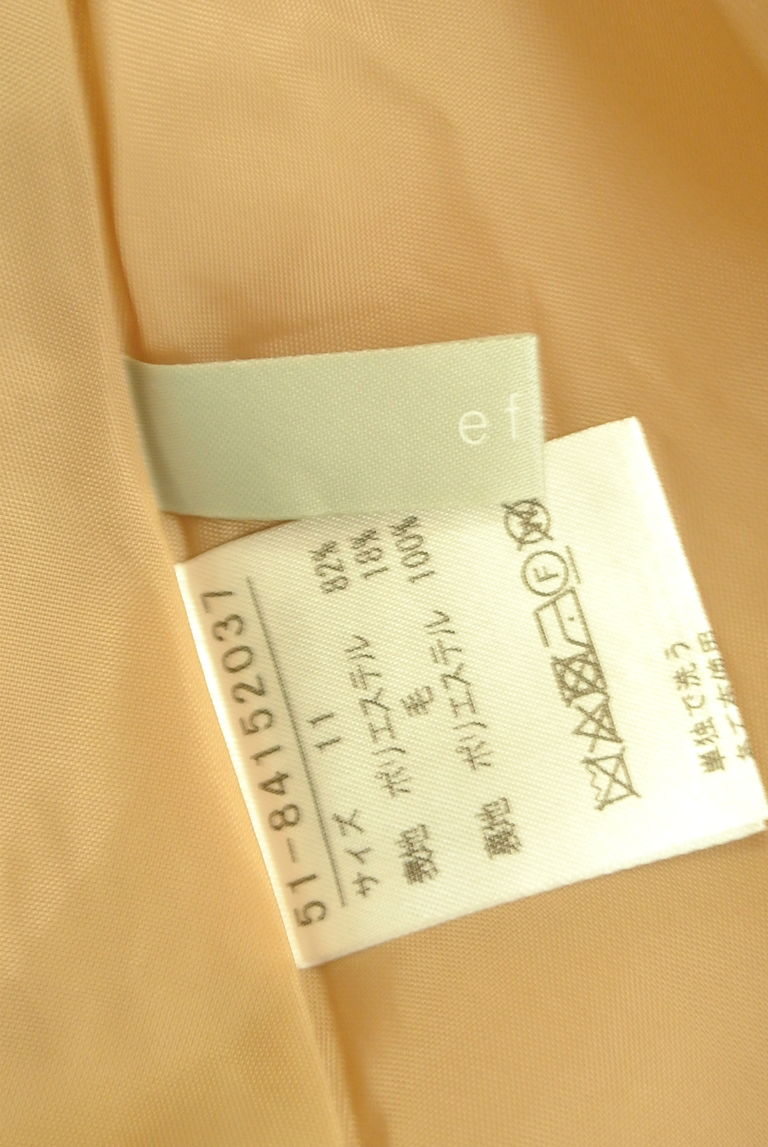 ef
51-84152037
サイズ 11
表地 ポリエステル 82%
毛 18%
裏地 ポリエステル 100%
F
W
単独で洗う